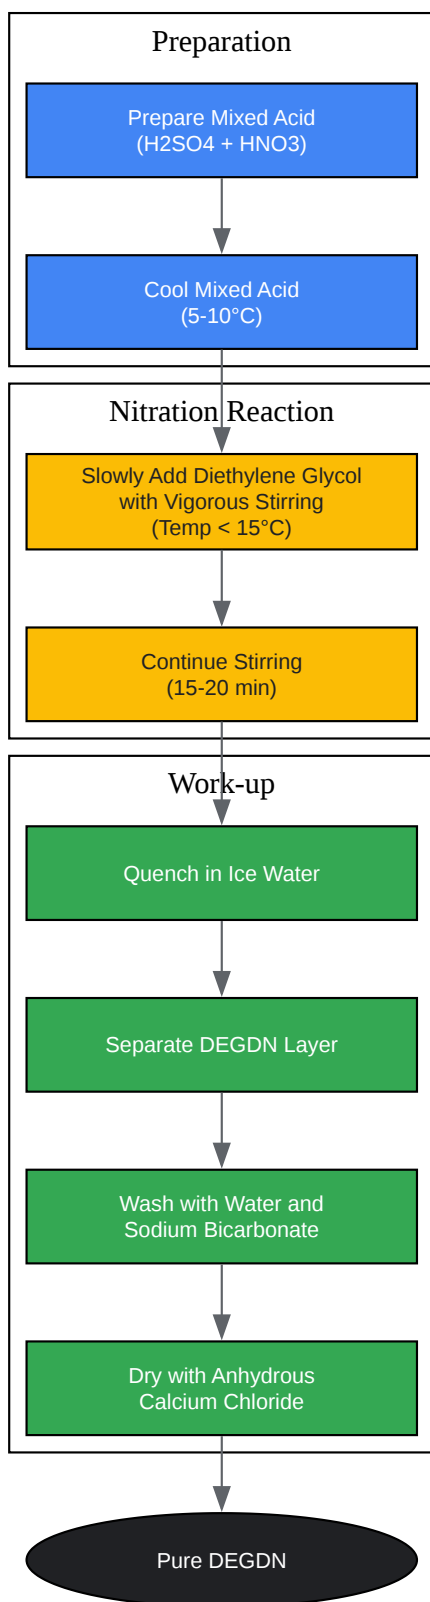 Preparation
Prepare Mixed Acid
(H2SO4 + HNO3)
Cool Mixed Acid
(5-10°C)
Nitration Reaction
Slowly Add Diethylene Glycol
with Vigorous Stirring
(Temp < 15°C)
Continue Stirring
(15-20 min)
Work-up
Quench in Ice Water
Separate DEGDN Layer
Wash with Water and
Sodium Bicarbonate
Dry with Anhydrous
Calcium Chloride
Pure DEGDN